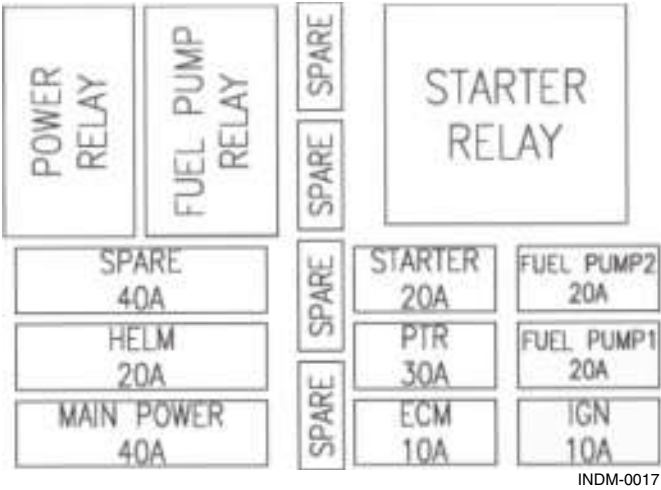 POWER
RELAY
FUEL PUMP
RELAY
SPARE
SPARE
SPARE
SPARE
STARTER
RELAY
SPARE
40A
HELM
20A
MAIN POWER
40A
STARTER
20A
PTR
30A
ECM
10A
FUEL PUMP2
20A
FUEL PUMP1
20A
IGN
10A
INDM-0017